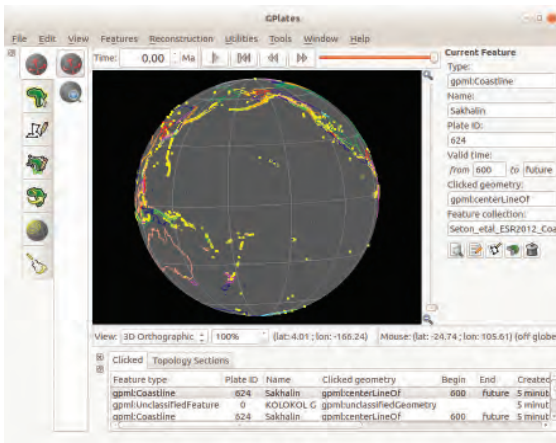 GPlates
File Edit View Features Reconstruction Utilities Tools Window Help
Time: 0.00 Ma
Current Feature
Type:
gpml:Coastline
Name:
Sakhalin
Plate ID:
624
Valid time:
from 600 to future
Clicked geometry:
gpml:centerLineOf
Feature collection:
Seton_etal_ESR2012_Coa
View: 3D Orthographic 100% (lat: 4.01 ; lon: -166.24) Mouse: (lat: -24.74 ; lon: 105.61) (off globe
Clicked Topology Sections
Feature type Plate ID Name Clicked geometry Begin End Created
gpml:Coastline 624 Sakhalin gpml:centerLineOf 600 future 5 minut
gpml:UnclassifiedFeature 0 KOLOKOL G gpml:unclassifiedGeometry 5 minut
gpml:Coastline 624 Sakhalin gpml:centerLineOf 600 future 5 minut